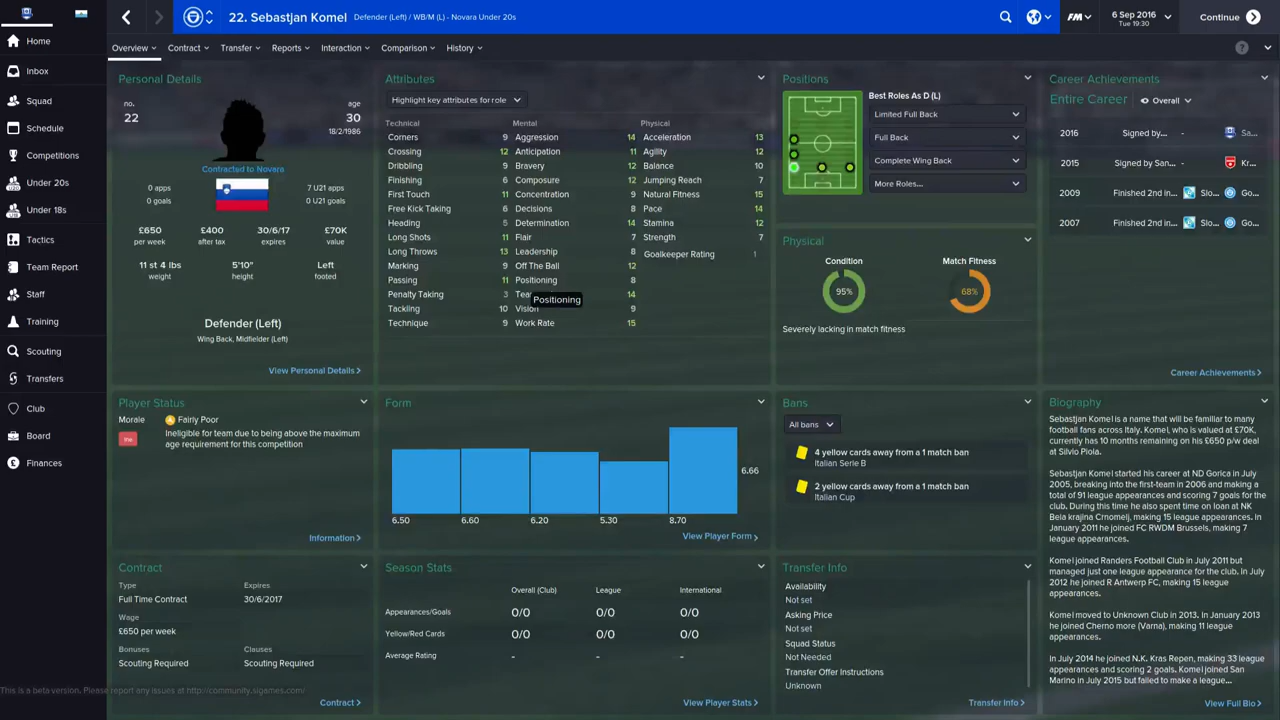 22. Sebastjan Komel Defender (Left) / WB/M (L) - Novara Under 20s
FM
6 Sep 2016
Tue 19:30
Continue
Home
Inbox
Squad
Schedule
Competitions
Under 20s
Under 18s
Tactics
Team Report
Staff
Training
Scouting
Transfers
Club
Board
Finances
Overview Contract Transfer Reports Interaction Comparison History
Personal Details
no.
22
age
30
18/2/1986
Contracted to Novara
0 apps
0 goals
7 U21 apps
0 U21 goals
£650
per week
£400
after tax
30/6/17
expires
£70K
value
11 st 4 lbs
weight
5'10"
height
Left
footed
Defender (Left)
Wing Back, Midfielder (Left)
View Personal Details >
Attributes
Highlight key attributes for role
Technical Mental Physical
Corners 9 Aggression 14 Acceleration 13
Crossing 12 Anticipation 11 Agility 12
Dribbling 9 Bravery 12 Balance 10
Finishing 6 Composure 12 Jumping Reach 7
First Touch 11 Concentration 9 Natural Fitness 15
Free Kick Taking 6 Decisions 8 Pace 14
Heading 5 Determination 14 Stamina 12
Long Shots 11 Flair 7 Strength 7
Long Throws 13 Leadership 8 Goalkeeper Rating 1
Marking 9 Off The Ball 12
Passing 11 Positioning 8
Penalty Taking 3 Tea 14
Positioning
Tackling 10 Vision 9
Technique 9 Work Rate 15
Positions
Best Roles As D (L)
Limited Full Back
Full Back
Complete Wing Back
More Roles...
Physical
Condition
95%
Match Fitness
68%
Severely lacking in match fitness
Career Achievements
Entire Career Overall
2016 Signed by... - Sa...
2015 Signed by San... Kr...
2009 Finished 2nd in... Slo... Go...
2007 Finished 2nd in... Slo... Go...
Career Achievements >
Player Status
Morale Fairly Poor
Ineligible for team due to being above the maximum
age requirement for this competition
Information >
Form
6.50 6.60 6.20 5.30 8.70
6.66
View Player Form >
Bans
All bans
4 yellow cards away from a 1 match ban
Italian Serie B
2 yellow cards away from a 1 match ban
Italian Cup
Biography
Sebastjan Komel is a name that will be familiar to many
football fans across Italy. Komel, who is valued at £70K,
currently has 10 months remaining on his £650 p/w deal
at Silvio Piola.
Sebastjan Komel started his career at ND Gorica in July
2005, breaking into the first-team in 2006 and making a
total of 91 league appearances and scoring 7 goals for the
club. During this time he also spent time on loan at NK
Bela krajina Crnomelj, making 15 league appearances. In
January 2011 he joined FC RWDM Brussels, making 7
league appearances.
Komel joined Randers Football Club in July 2011 but
managed just one league appearance for the club. In July
2012 he joined R Antwerp FC, making 15 league
appearances.
Komel moved to Unknown Club in 2013. In January 2013
he joined Cherno more (Varna), making 11 league
appearances.
In July 2014 he joined N.K. Kras Repen, making 33 league
appearances and scoring 2 goals. Komel joined San
Marino in July 2015 but failed to make a league...
View Full Bio >
Contract
Type
Full Time Contract
Expires
30/6/2017
Wage
£650 per week
Bonuses
Scouting Required
Clauses
Scouting Required
Contract >
Season Stats
Overall (Club) League International
Appearances/Goals 0/0 0/0 0/0
Yellow/Red Cards 0/0 0/0 0/0
Average Rating - - -
View Player Stats >
Transfer Info
Availability
Not set
Asking Price
Not set
Squad Status
Not Needed
Transfer Offer Instructions
Unknown
Transfer Info >
This is a beta version. Please report any issues at http://community.sigames.com/